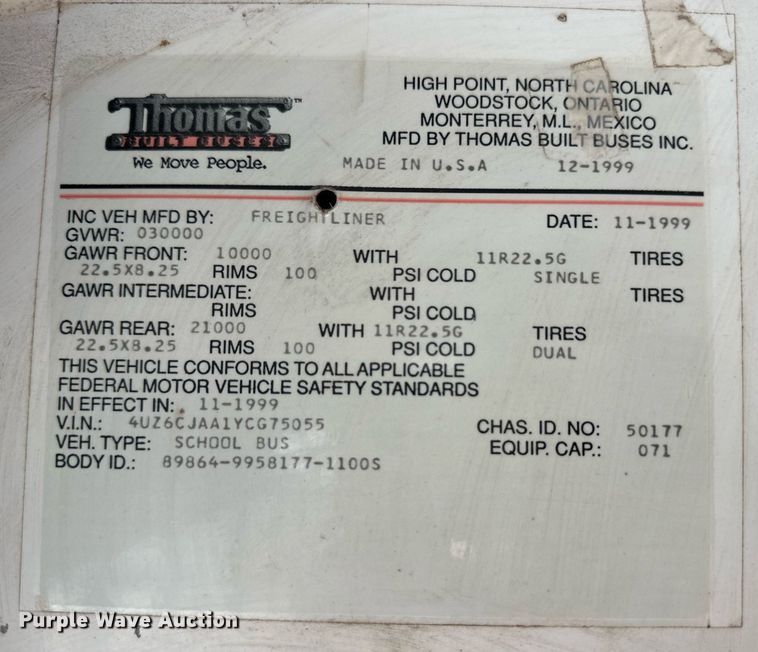 Thomas™
BUILT BUSES
We Move People.
HIGH POINT, NORTH CAROLINA
WOODSTOCK, ONTARIO
MONTERREY, M.L., MEXICO
MFD BY THOMAS BUILT BUSES INC.
MADE IN U.S.A 12-1999
INC VEH MFD BY: FREIGHTLINER DATE: 11-1999
GVWR: 030000
GAWR FRONT: 10000 WITH 11R22.5G TIRES
22.5X8.25 RIMS 100 PSI COLD SINGLE
GAWR INTERMEDIATE: WITH TIRES
RIMS PSI COLD
GAWR REAR: 21000 WITH 11R22.5G TIRES
22.5X8.25 RIMS 100 PSI COLD DUAL
THIS VEHICLE CONFORMS TO ALL APPLICABLE
FEDERAL MOTOR VEHICLE SAFETY STANDARDS
IN EFFECT IN: 11-1999
V.I.N.: 4UZ6CJAA1YCG75055 CHAS. ID. NO: 50177
VEH. TYPE: SCHOOL BUS EQUIP. CAP.: 071
BODY ID.: 89864-9958177-1100S
Purple Wave Auction